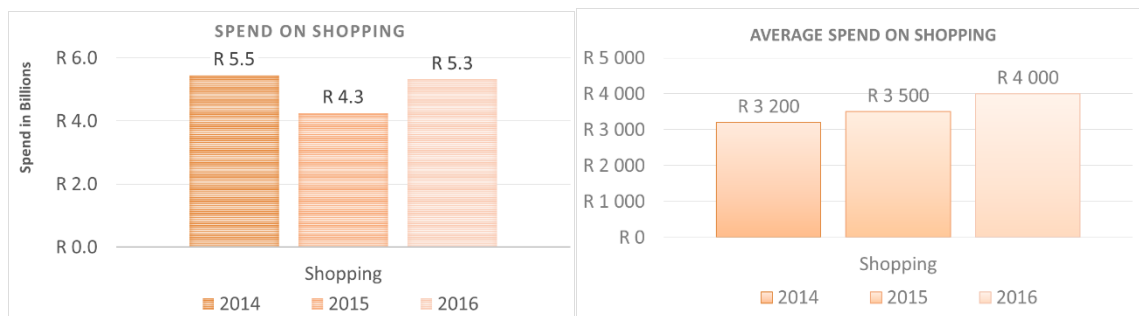 SPEND ON SHOPPING
Spend in Billions
R 6.0
R 4.0
R 2.0
R 0.0
R 5.5
R 4.3
R 5.3
Shopping
2014 2015 2016
AVERAGE SPEND ON SHOPPING
R 5 000
R 4 000
R 3 000
R 2 000
R 1 000
R 0
R 3 200
R 3 500
R 4 000
Shopping
2014 2015 2016